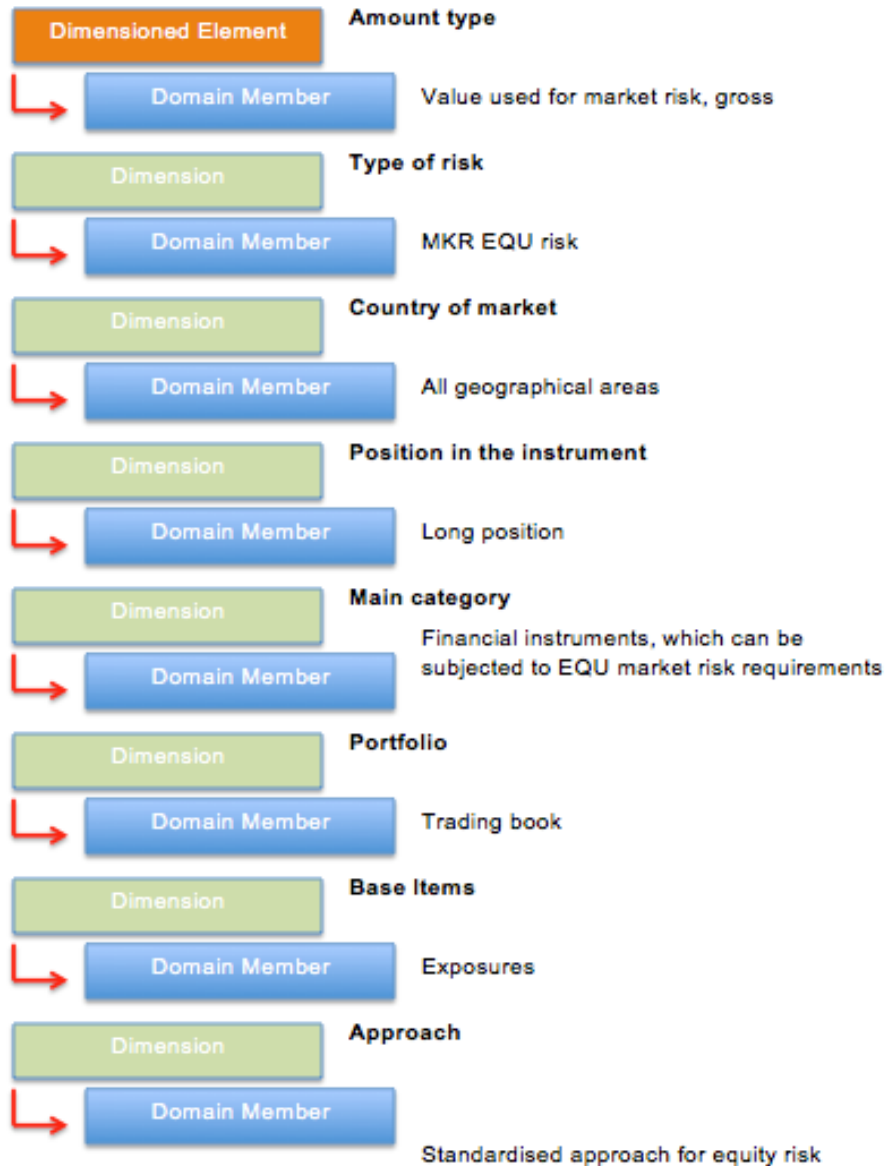 Dimensioned Element
Amount type
Domain Member
Value used for market risk, gross
Dimension
Type of risk
Domain Member
MKR EQU risk
Dimension
Country of market
Domain Member
All geographical areas
Dimension
Position in the instrument
Domain Member
Long position
Dimension
Main category
Domain Member
Financial instruments, which can be
subjected to EQU market risk requirements
Dimension
Portfolio
Domain Member
Trading book
Dimension
Base Items
Domain Member
Exposures
Dimension
Approach
Domain Member
Standardised approach for equity risk